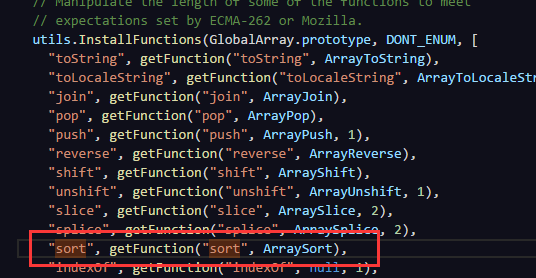 // Manipulate the length of some of the functions to meet
// expectations set by ECMA-262 or Mozilla.
utils.InstallFunctions(GlobalArray.prototype, DONT_ENUM, [
"toString", getFunction("toString", ArrayToString),
"toLocaleString", getFunction("toLocaleString", ArrayToLocaleStr
"join", getFunction("join", ArrayJoin),
"pop", getFunction("pop", ArrayPop),
"push", getFunction("push", ArrayPush, 1),
"reverse", getFunction("reverse", ArrayReverse),
"shift", getFunction("shift", ArrayShift),
"unshift", getFunction("unshift", ArrayUnshift, 1),
"slice", getFunction("slice", ArraySlice, 2),
"splice", getFunction("splice", ArraySplice, 2),
"sort", getFunction("sort", ArraySort),
"indexOf", getFunction("indexOf", null, 1),